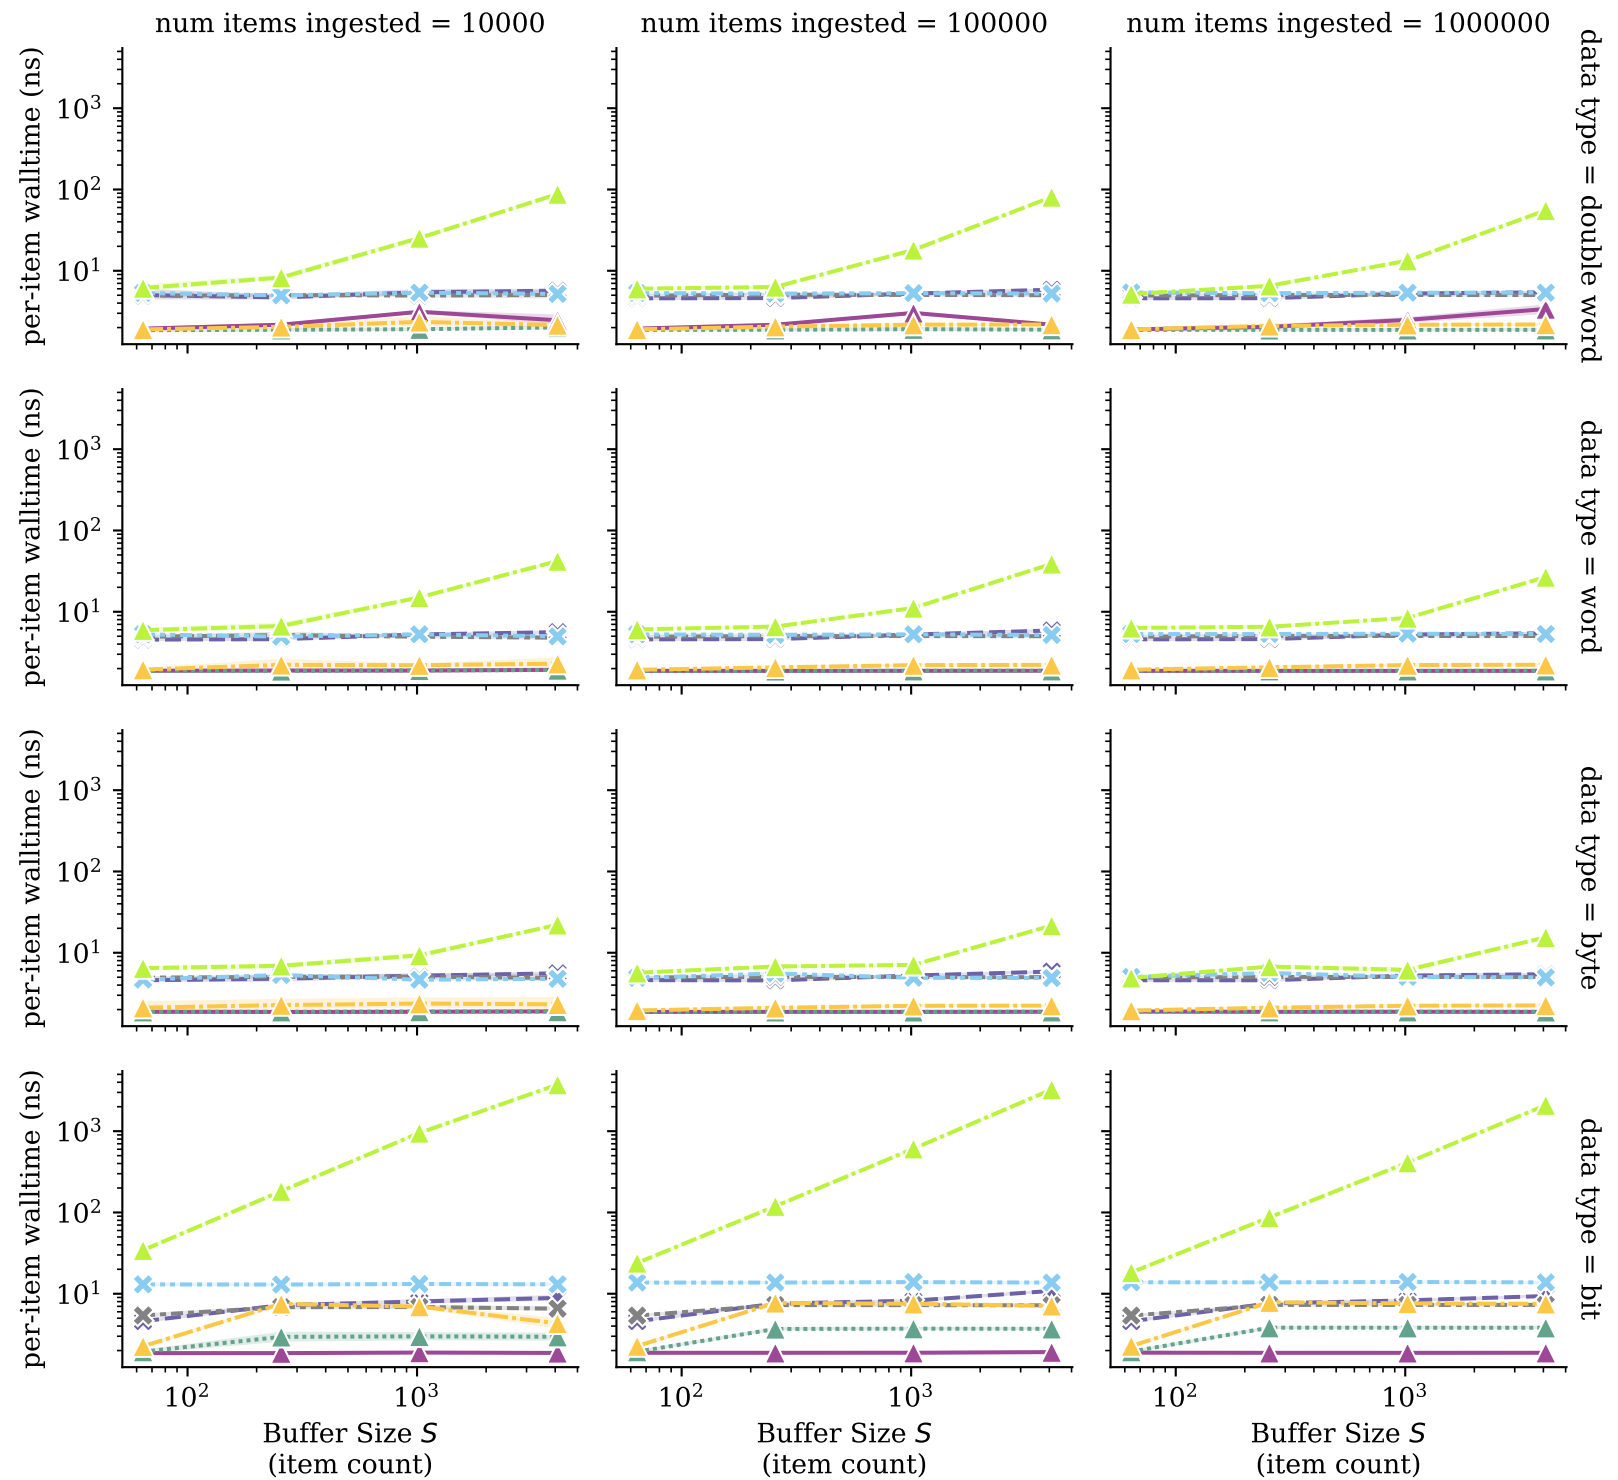 num items ingested = 10000
num items ingested = 100000
num items ingested = 1000000
per-item walltime (ns)
10³
10²
10¹
data type = double word
per-item walltime (ns)
10³
10²
10¹
data type = word
per-item walltime (ns)
10³
10²
10¹
data type = byte
per-item walltime (ns)
10³
10²
10¹
data type = bit
10² 10³
10² 10³
10² 10³
Buffer Size S
(item count)
Buffer Size S
(item count)
Buffer Size S
(item count)